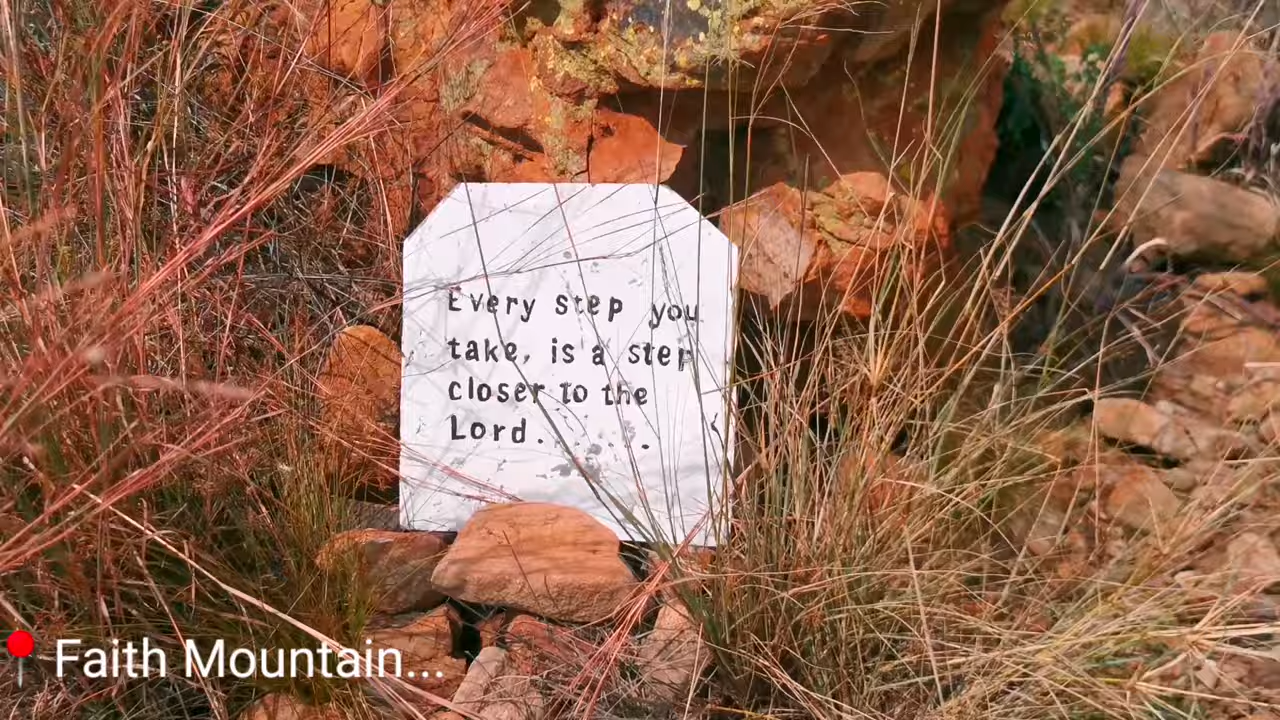 Every step you
take, is a step
closer to the
Lord.
Faith Mountain...